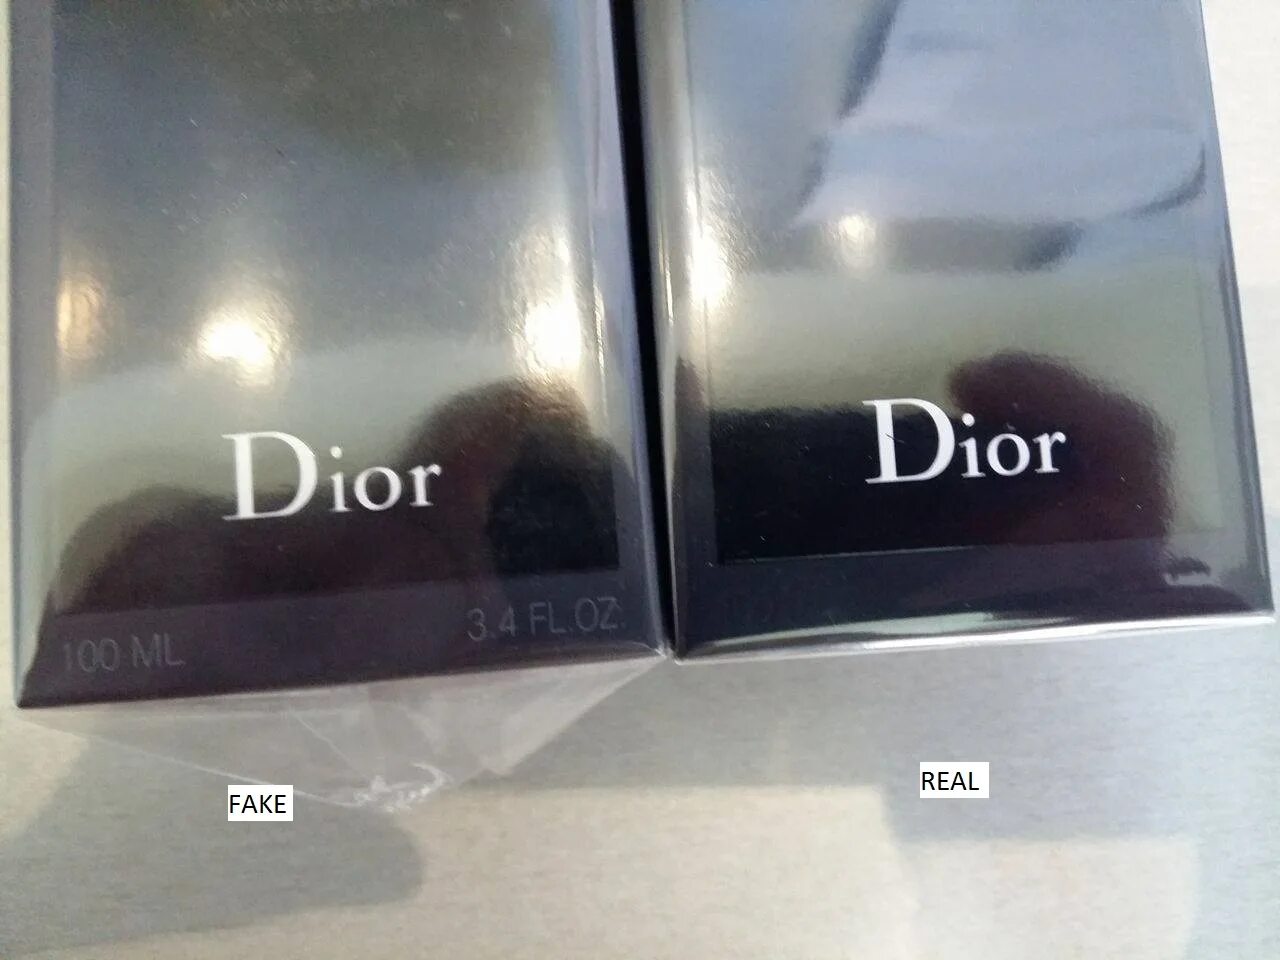 Dior
100 ML
3.4 FL.OZ.
FAKE
Dior
REAL